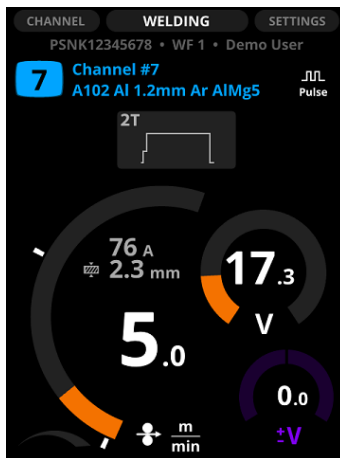 CHANNEL WELDING SETTINGS
PSNK12345678 • WF 1 • Demo User
7
Channel #7
A102 Al 1.2mm Ar AlMg5
Pulse
2T
76 A
2.3 mm
17.3
V
5.0
m
min
0.0
±V